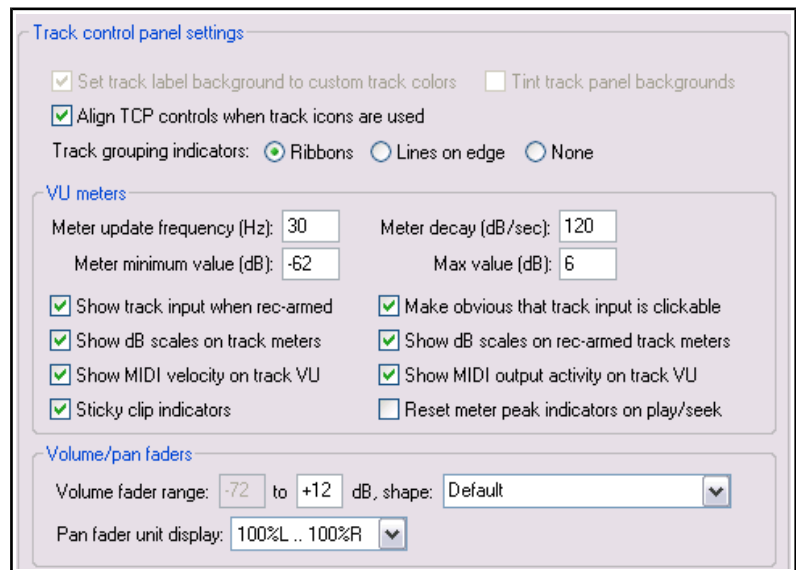 Track control panel settings
Set track label background to custom track colors Tint track panel backgrounds
Align TCP controls when track icons are used
Track grouping indicators: Ribbons Lines on edge None
VU meters
Meter update frequency (Hz): 30 Meter decay (dB/sec): 120
Meter minimum value (dB): -62 Max value (dB): 6
Show track input when rec-armed Make obvious that track input is clickable
Show dB scales on track meters Show dB scales on rec-armed track meters
Show MIDI velocity on track VU Show MIDI output activity on track VU
Sticky clip indicators Reset meter peak indicators on play/seek
Volume/pan faders
Volume fader range: -72 to +12 dB, shape: Default
Pan fader unit display: 100%L .. 100%R